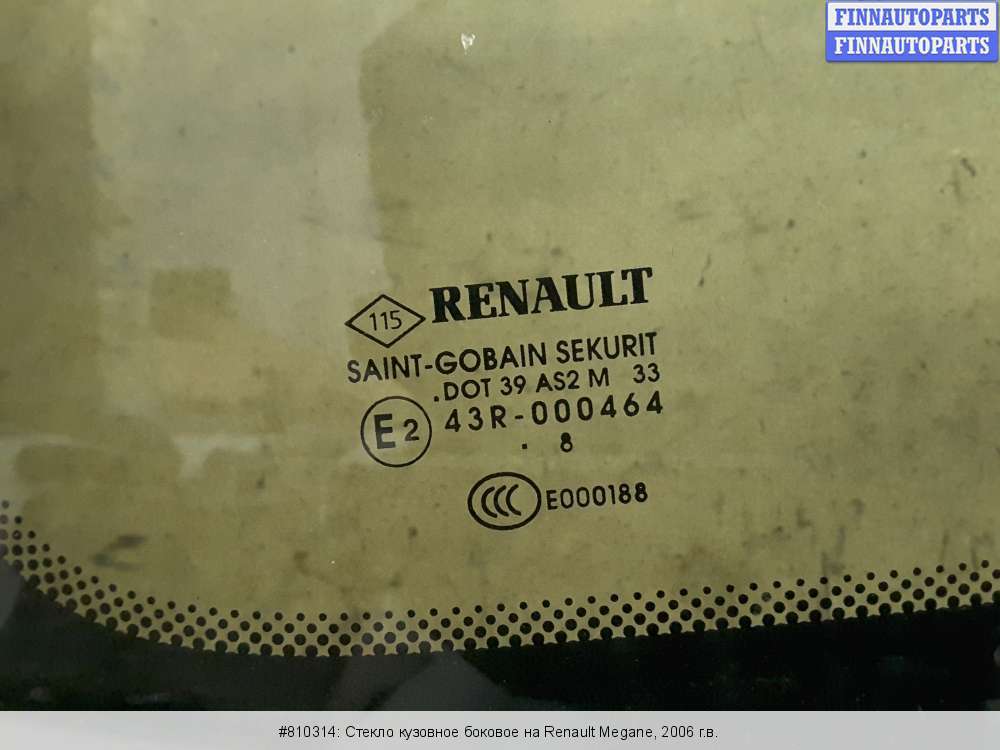 FINNAUTOPARTS
FINNAUTOPARTS
115 RENAULT
SAINT-GOBAIN SEKURIT
.DOT 39 AS2 M 33
E2 43R-000464
. 8
CCC E000188
#810314: Стекло кузовное боковое на Renault Megane, 2006 г.в.